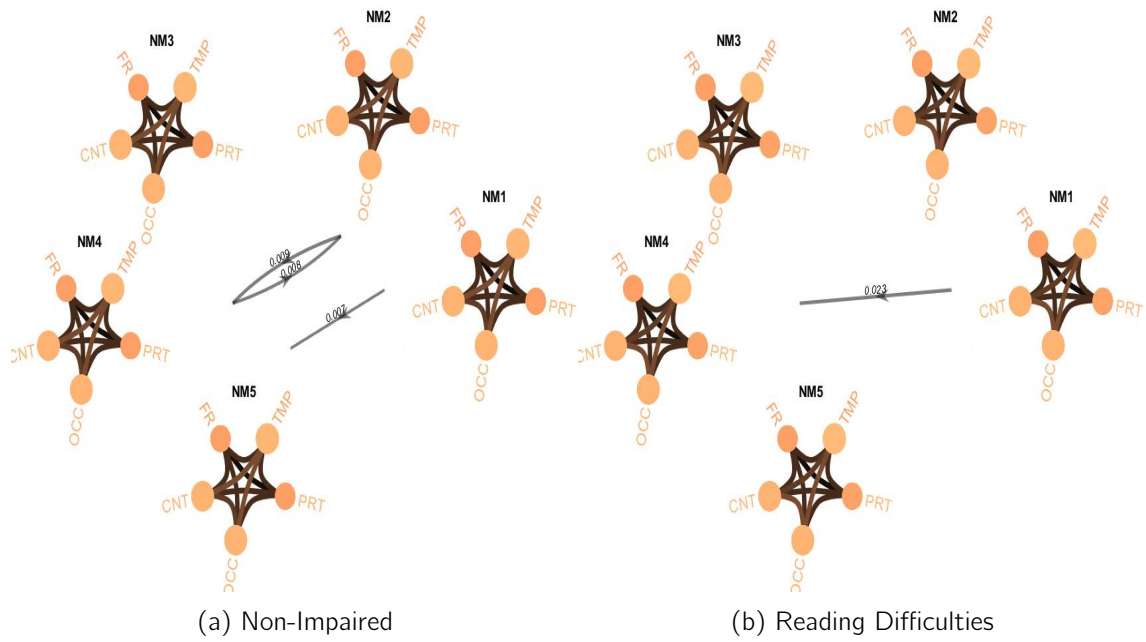 NM3
FR
TMP
CNT
PRT
OCC
NM2
FR
TMP
CNT
PRT
OCC
NM1
FR
TMP
CNT
PRT
OCC
NM4
FR
TMP
CNT
PRT
OCC
NM5
FR
TMP
CNT
PRT
OCC
0.009
0.008
0.007
(a) Non-Impaired
NM3
FR
TMP
CNT
PRT
OCC
NM2
FR
TMP
CNT
PRT
OCC
NM1
FR
TMP
CNT
PRT
OCC
NM4
FR
TMP
CNT
PRT
OCC
NM5
FR
TMP
CNT
PRT
OCC
0.023
(b) Reading Difficulties